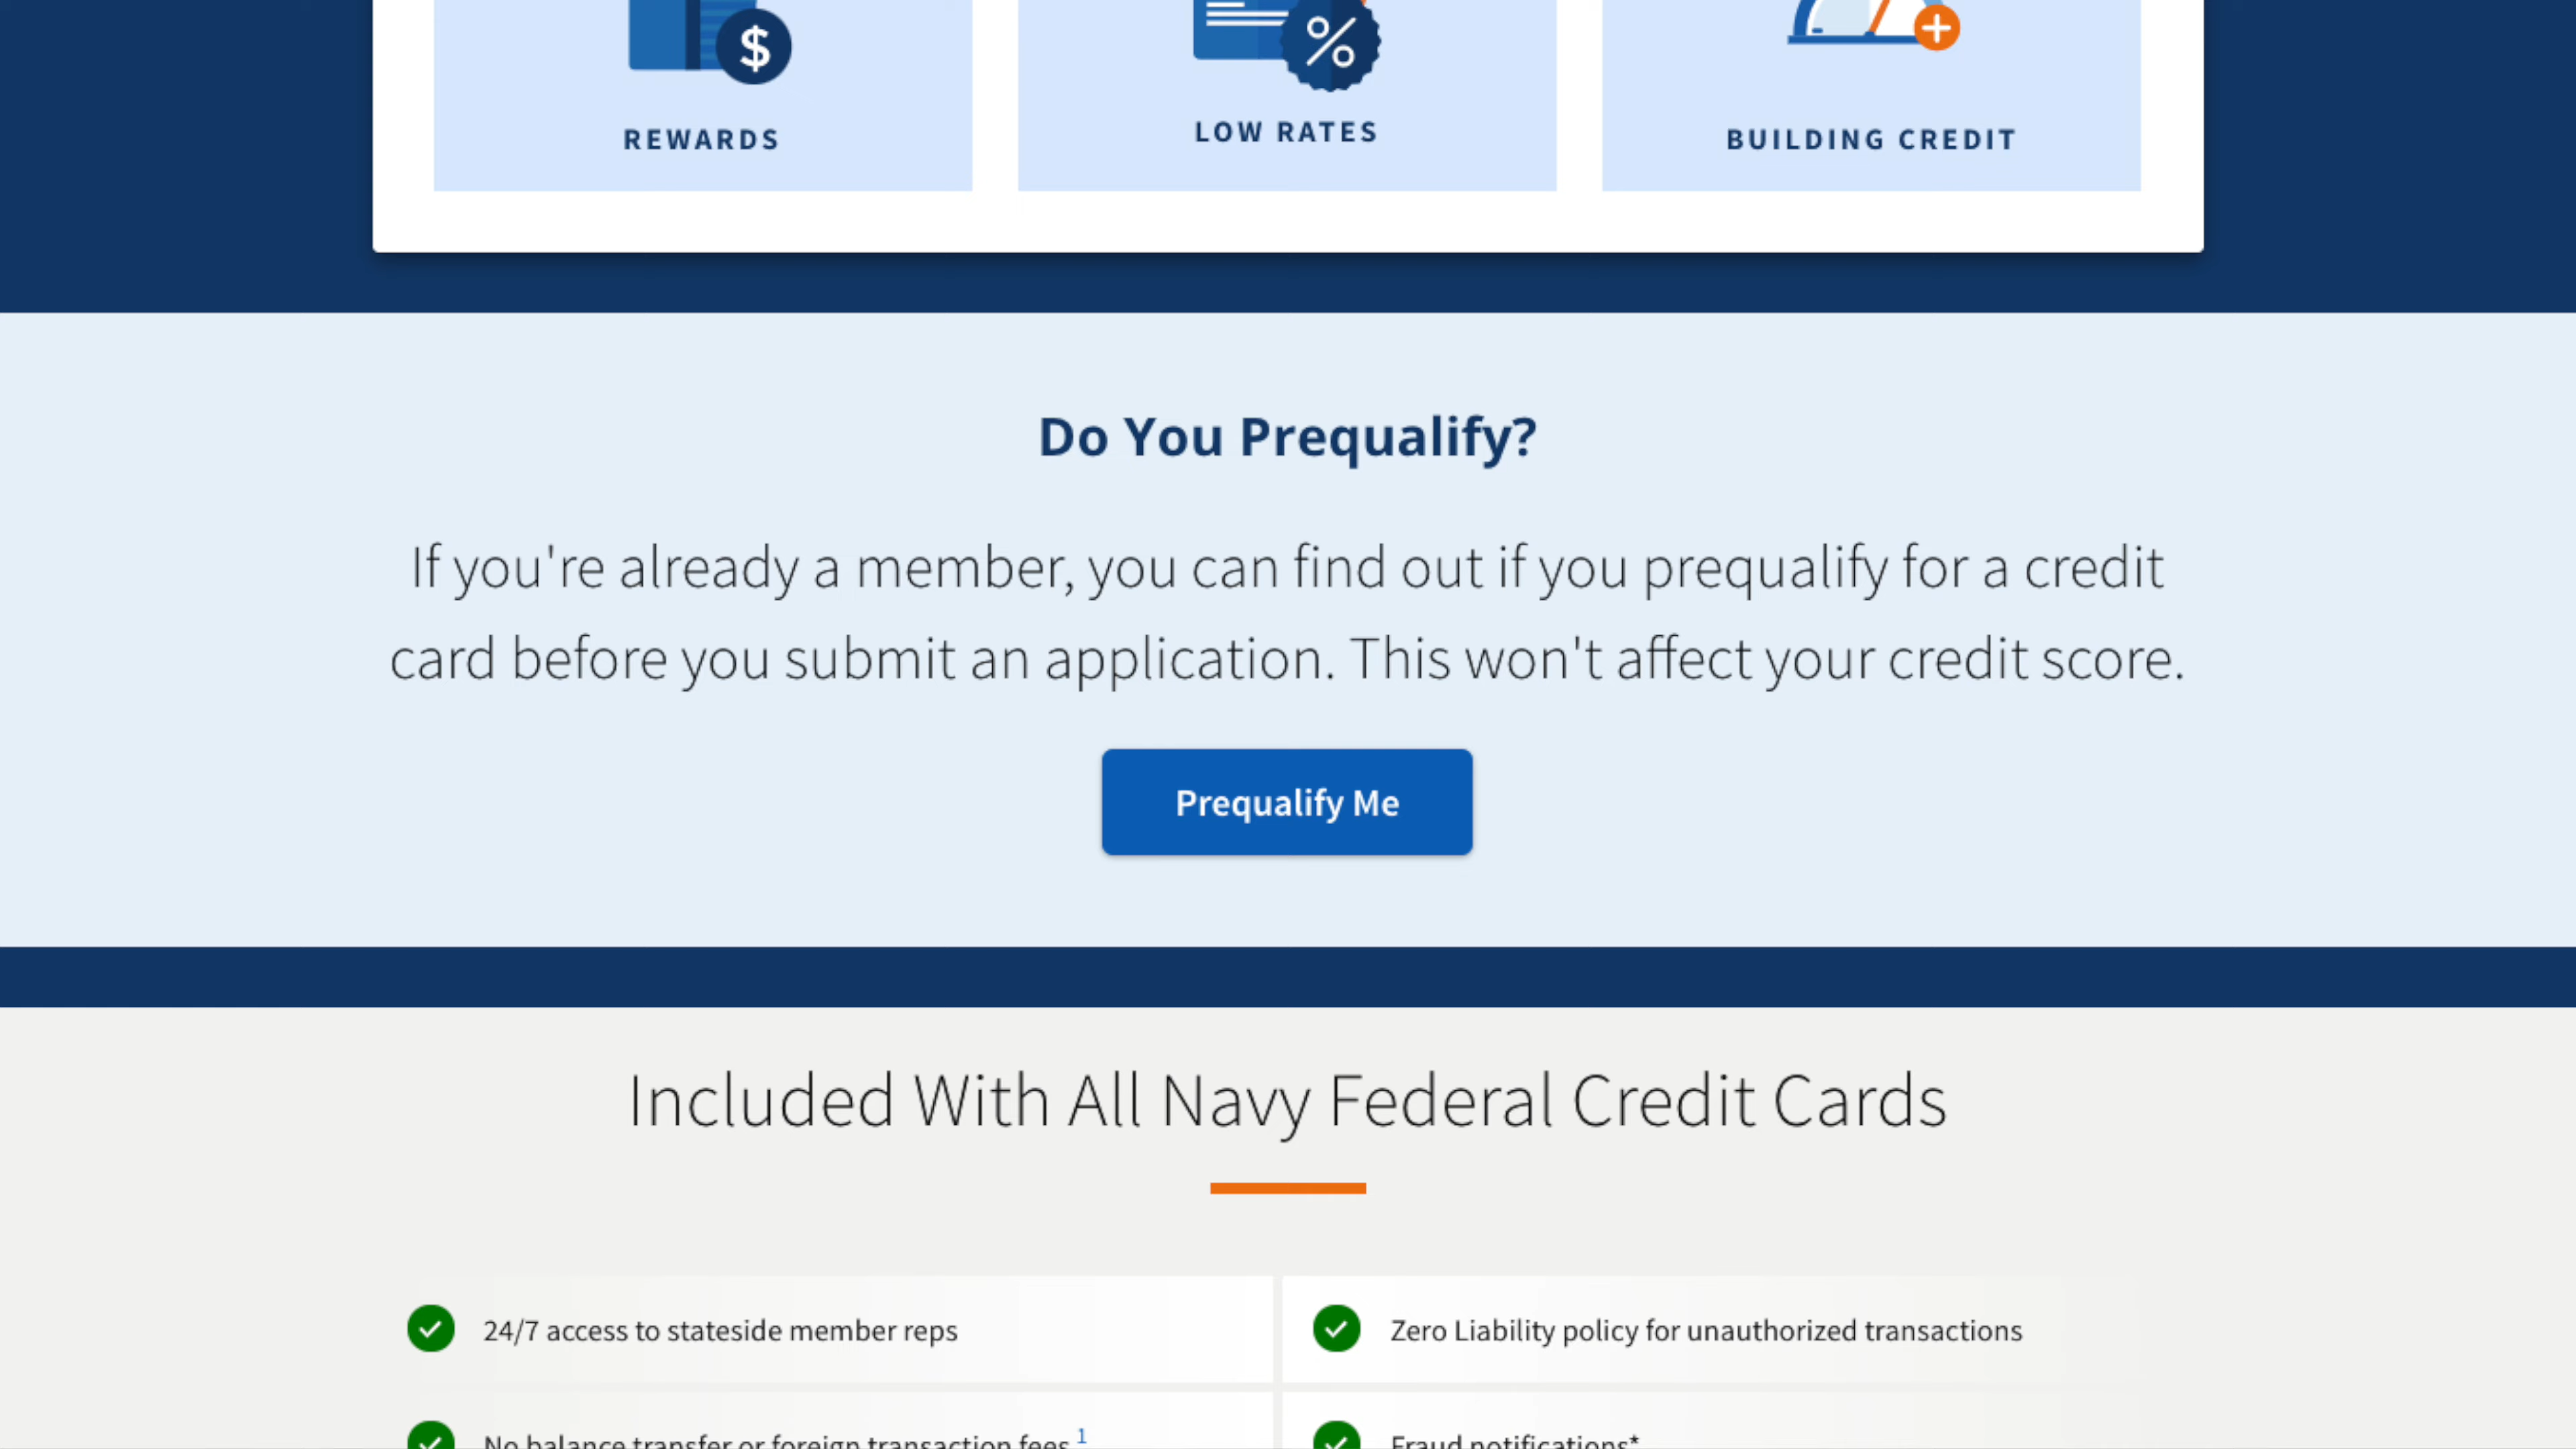 $
%
REWARDS
LOW RATES
BUILDING CREDIT
Do You Prequalify?
If you're already a member, you can find out if you prequalify for a credit
card before you submit an application. This won't affect your credit score.
Prequalify Me
Included With All Navy Federal Credit Cards
24/7 access to stateside member reps
Zero Liability policy for unauthorized transactions
No balance transfer or foreign transaction fees 1
Fraud notifications*